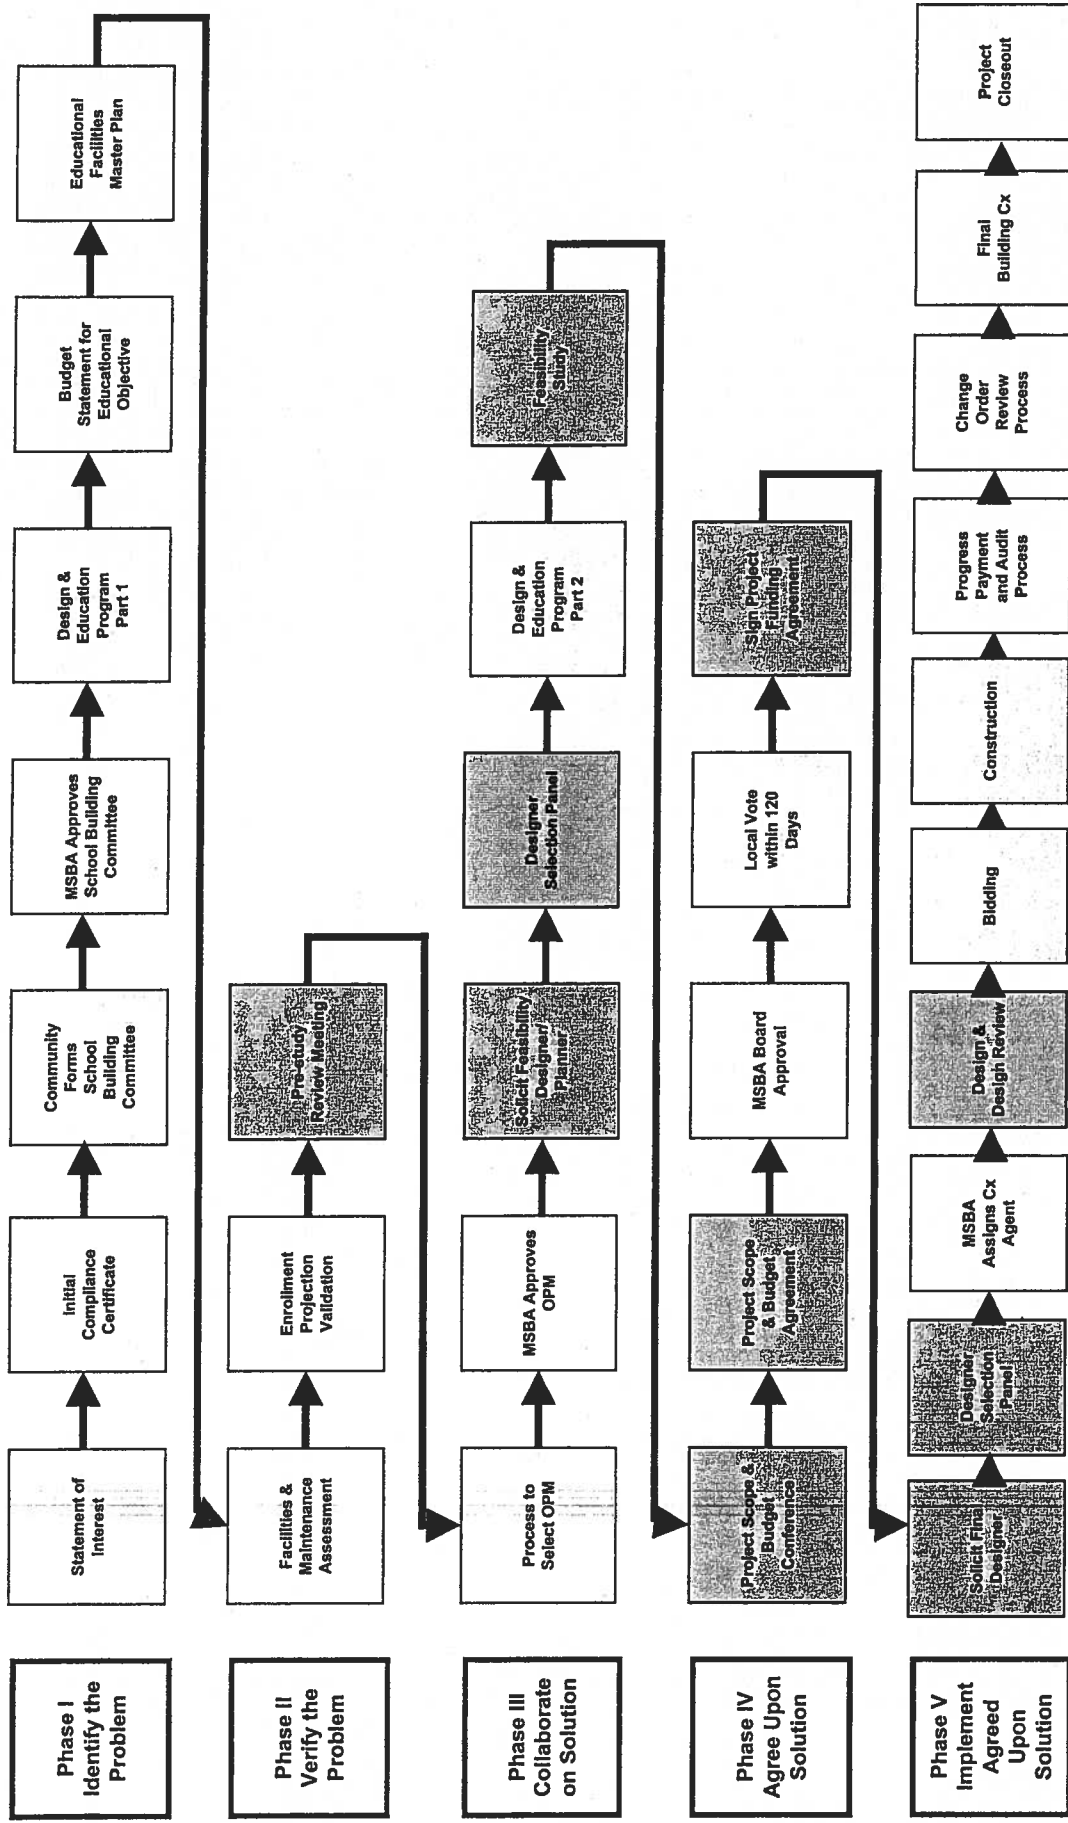 Phase I
Identify the
Problem
Statement of
Interest
Initial
Compliance
Certificate
Community
Forms
School
Building
Committee
MSBA Approves
School Building
Committee
Design &
Education
Program
Part 1
Budget
Statement for
Educational
Objective
Educational
Facilities
Master Plan
Phase II
Verify the
Problem
Facilities &
Maintenance
Assessment
Enrollment
Projection
Validation
Pre-study
Review Meeting
Phase III
Collaborate
on Solution
Process to
Select OPM
MSBA Approves
OPM
Solicit Feasibility
Designer/
Planner
Designer
Selection Panel
Design &
Education
Program
Part 2
Feasibility
Study
Phase IV
Agree Upon
Solution
Project Scope &
Budget
Conference
Project Scope
& Budget
Agreement
MSBA Board
Approval
Local Vote
within 120
Days
Sign Project
Funding
Agreement
Phase V
Implement
Agreed
Upon
Solution
Solicit Final
Designer
Designer
Selection
Panel
MSBA
Assigns Cx
Agent
Design &
Design Review
Bidding
Construction
Progress
Payment
and Audit
Process
Change
Order
Review
Process
Final
Building Cx
Project
Closeout